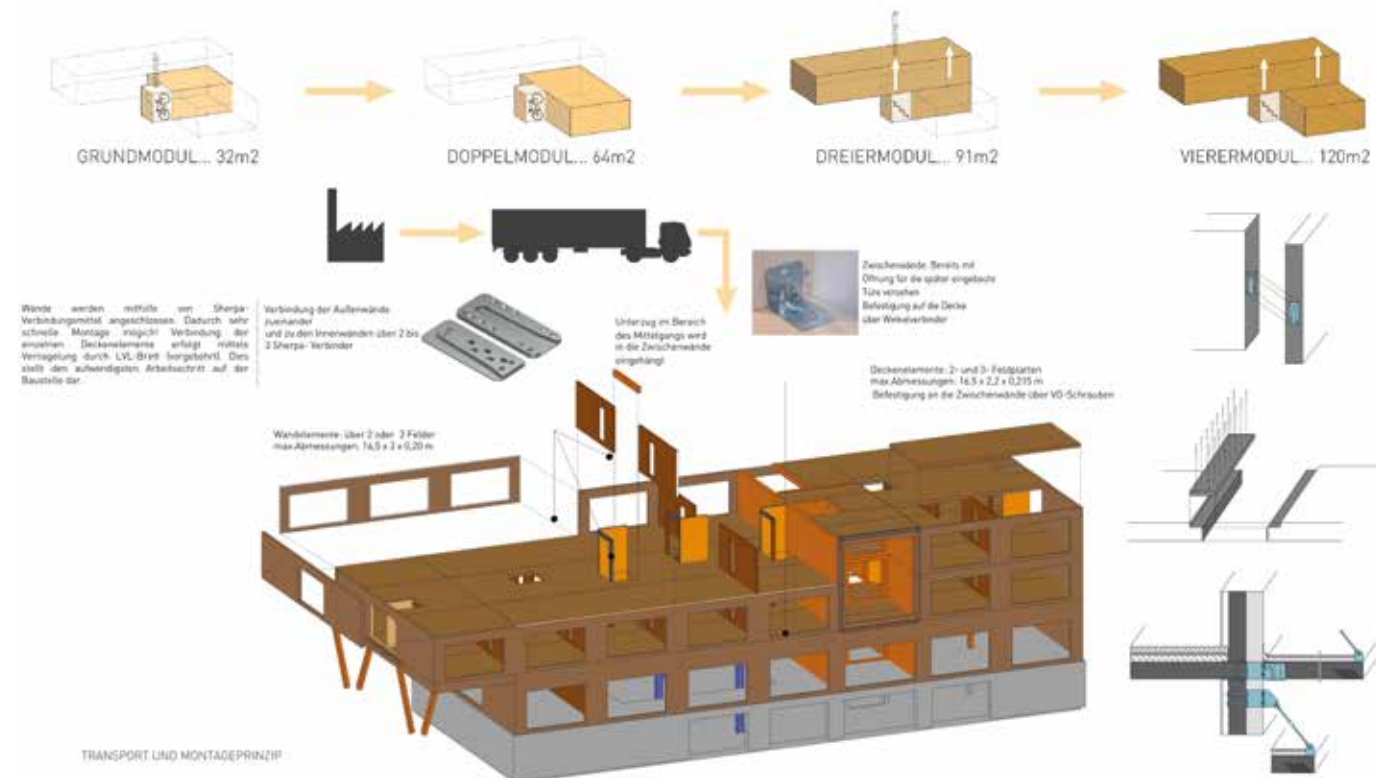 GRUNDMODUL... 32m2
DOPPELMODUL... 64m2
DREIERMODUL... 91m2
VIERERMODUL... 120m2
Wände werden mithilfe von Sherpa-
Verbindungsmittel angeschlossen. Dadurch sehr
schnelle Montage möglich! Verbindung der
einzelnen Deckenelemente erfolgt mittels
Vernagelung durch LVL-Brett (vorgebohrt). Dies
stellt den aufwendigsten Arbeitsschritt auf der
Baustelle dar.
Verbindung der Außenwände
zueinander
und zu den Innenwänden über 2 bis
3 Sherpa- Verbinder
Unterzug im Bereich
des Mittelgangs wird
in die Zwischenwände
eingehängt
Zwischenwände: Bereits mit
Öffnung für die später eingebaute
Türe versehen
Befestigung auf die Decke
über Winkelverbinder
Deckenelemente: 2- und 3- Feldplatten
max.Abmessungen: 16,5 x 2,2 x 0,215 m
Befestigung an die Zwischenwände über VG-Schrauben
Wandelemente: über 2 oder 3 Felder
max.Abmessungen: 16,5 x 3 x 0,20 m
TRANSPORT UND MONTAGEPRINZIP